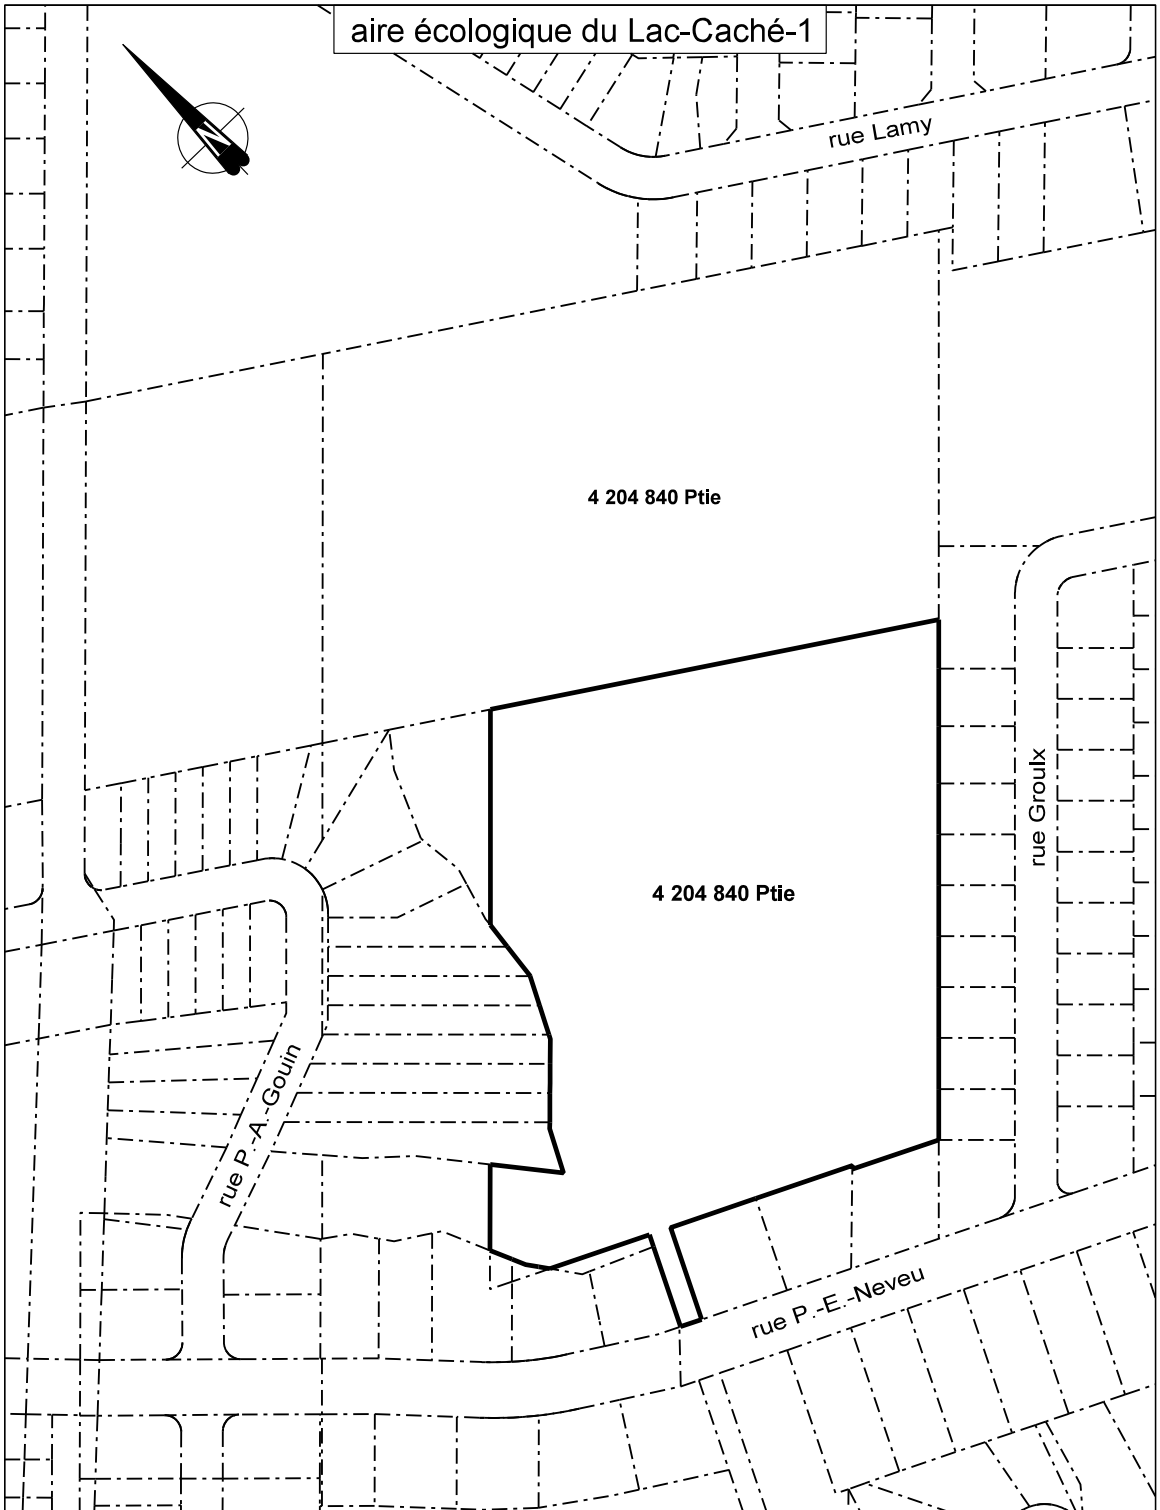 aire écologique du Lac-Caché-1
N
rue Lamy
4 204 840 Ptie
rue Groulx
4 204 840 Ptie
rue P.-A.-Gouin
rue P.-E.-Neveu